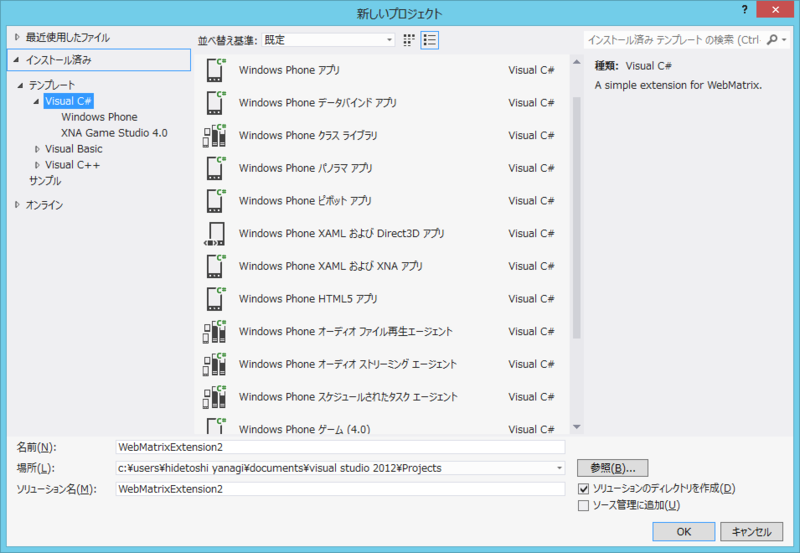 新しいプロジェクト
?
最近使用したファイル
インストール済み
テンプレート
Visual C#
Windows Phone
XNA Game Studio 4.0
Visual Basic
Visual C++
サンプル
オンライン
並べ替え基準: 既定
Windows Phone アプリ Visual C#
Windows Phone データバインド アプリ Visual C#
Windows Phone クラス ライブラリ Visual C#
Windows Phone パノラマ アプリ Visual C#
Windows Phone ピボット アプリ Visual C#
Windows Phone XAML および Direct3D アプリ Visual C#
Windows Phone XAML および XNA アプリ Visual C#
Windows Phone HTML5 アプリ Visual C#
Windows Phone オーディオ ファイル再生エージェント Visual C#
Windows Phone オーディオ ストリーミング エージェント Visual C#
Windows Phone スケジュールされたタスク エージェント Visual C#
Windows Phone ゲーム (4.0) Visual C#
インストール済み テンプレート の検索 (Ctrl-
種類: Visual C#
A simple extension for WebMatrix.
名前(N): WebMatrixExtension2
場所(L): c:¥users¥hidetoshi yanagi¥documents¥visual studio 2012¥Projects
参照(B)...
ソリューション名(M): WebMatrixExtension2
ソリューションのディレクトリを作成(D)
ソース管理に追加(U)
OK
キャンセル